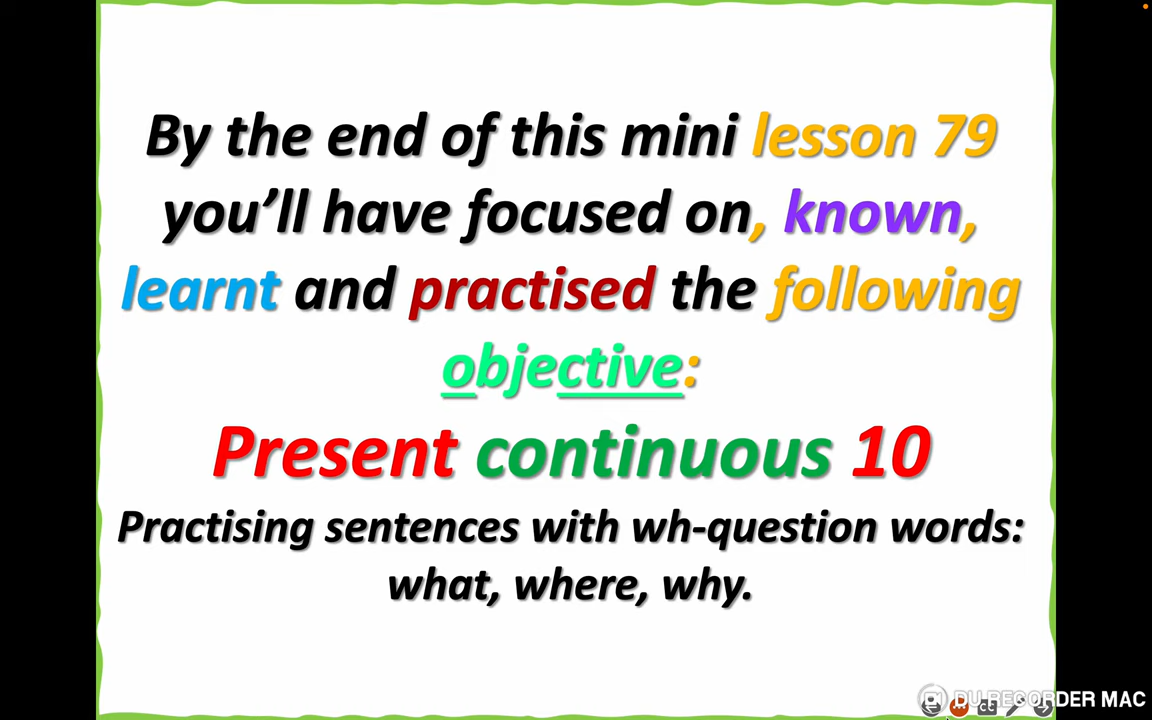 By the end of this mini lesson 79
you’ll have focused on, known,
learnt and practised the following
objective:
Present continuous 10
Practising sentences with wh-question words:
what, where, why.
DU RECORDER MAC